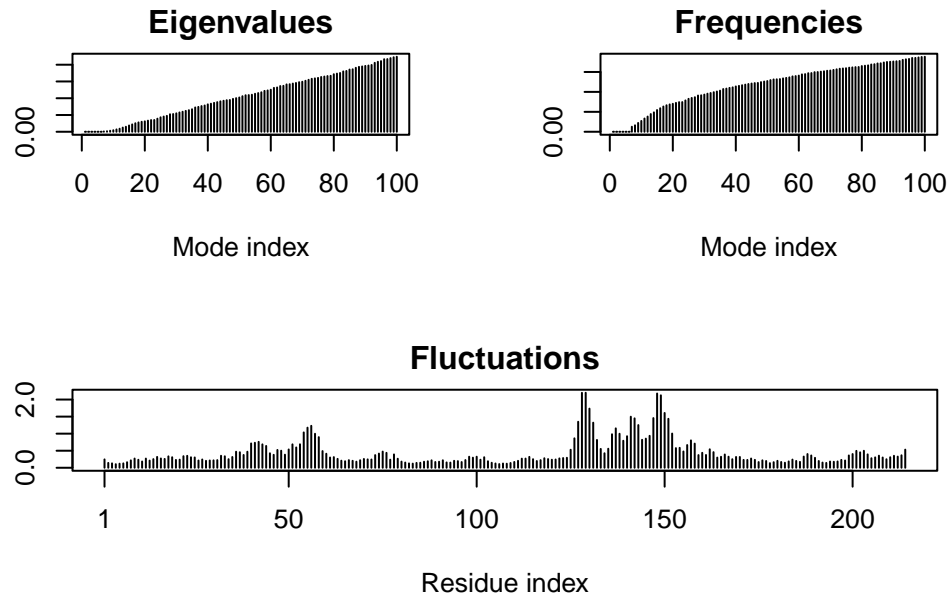 Eigenvalues
0.00
0 20 40 60 80 100
Mode index
Frequencies
0.00
0 20 40 60 80 100
Mode index
Fluctuations
0.0 2.0
1 50 100 150 200
Residue index